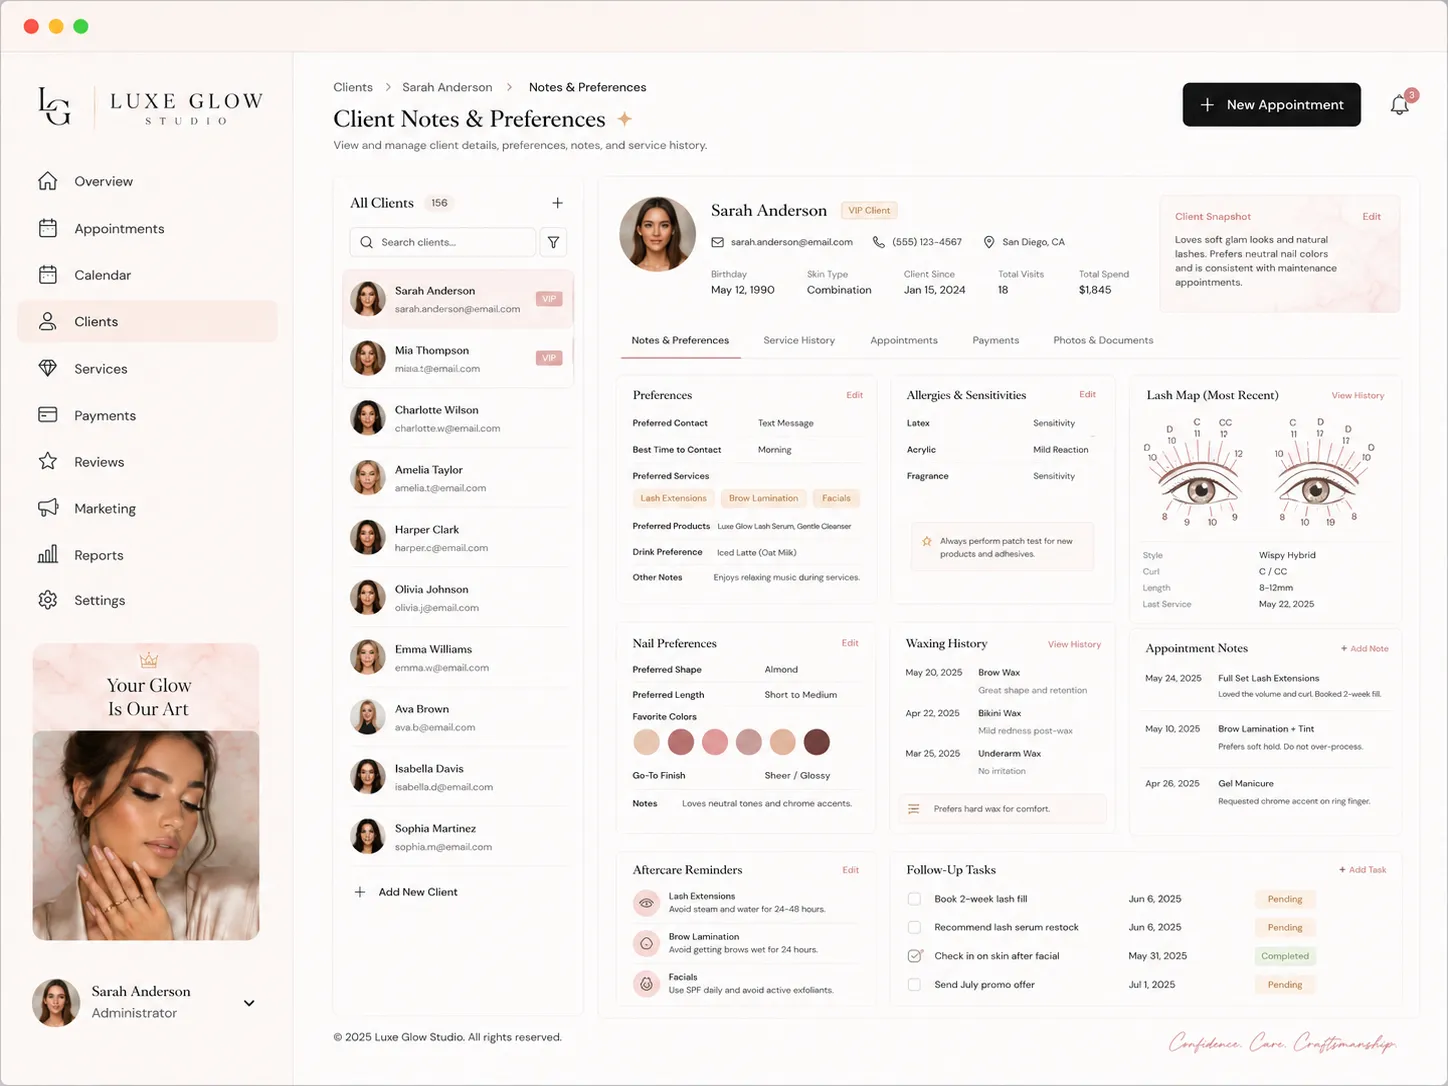 LG
LUXE GLOW
STUDIO
Overview
Appointments
Calendar
Clients
Services
Payments
Reviews
Marketing
Reports
Settings
Your Glow
Is Our Art
Sarah Anderson
Administrator
Clients > Sarah Anderson > Notes & Preferences
Client Notes & Preferences
View and manage client details, preferences, notes, and service history.
+ New Appointment
3
All Clients 156 +
Search clients...
Sarah Anderson
sarah.anderson@email.com
VIP
Mia Thompson
miaia.t@email.com
VIP
Charlotte Wilson
charlotte.w@email.com
Amelia Taylor
amelia.t@email.com
Harper Clark
harper.c@email.com
Olivia Johnson
olivia.j@email.com
Emma Williams
emma.w@email.com
Ava Brown
ava.b@email.com
Isabella Davis
isabella.d@email.com
Sophia Martinez
sophia.m@email.com
+ Add New Client
Sarah Anderson VIP Client
sarah.anderson@email.com (555) 123-4567 San Diego, CA
Birthday Skin Type Client Since Total Visits Total Spend
May 12, 1990 Combination Jan 15, 2024 18 $1,845
Client Snapshot Edit
Loves soft glam looks and natural
lashes. Prefers neutral nail colors
and is consistent with maintenance
appointments.
Notes & Preferences Service History Appointments Payments Photos & Documents
Preferences Edit
Preferred Contact Text Message
Best Time to Contact Morning
Preferred Services
Lash Extensions Brow Lamination Facials
Preferred Products Luxe Glow Lash Serum, Gentle Cleanser
Drink Preference Iced Latte (Oat Milk)
Other Notes Enjoys relaxing music during services.
Allergies & Sensitivities Edit
Latex Sensitivity
Acrylic Mild Reaction
Fragrance Sensitivity
Always perform patch test for new
products and adhesives.
Lash Map (Most Recent) View History
D 10 D 10 C 11 CC 12 12
8 9 10 9
10 C 11 D 12 D 12 D 10
8 10 19 8
Style Wispy Hybrid
Curl C / CC
Length 8-12mm
Last Service May 22, 2025
Nail Preferences Edit
Preferred Shape Almond
Preferred Length Short to Medium
Favorite Colors
Go-To Finish Sheer / Glossy
Notes Loves neutral tones and chrome accents.
Waxing History View History
May 20, 2025 Brow Wax
Great shape and retention
Apr 22, 2025 Bikini Wax
Mild redness post-wax
Mar 25, 2025 Underarm Wax
No irritation
Prefers hard wax for comfort.
Appointment Notes + Add Note
May 24, 2025 Full Set Lash Extensions
Loved the volume and curl. Booked 2-week fill.
May 10, 2025 Brow Lamination + Tint
Prefers soft hold. Do not over-process.
Apr 26, 2025 Gel Manicure
Requested chrome accent on ring finger.
Aftercare Reminders Edit
Lash Extensions
Avoid steam and water for 24-48 hours.
Brow Lamination
Avoid getting brows wet for 24 hours.
Facials
Use SPF daily and avoid active exfoliants.
Follow-Up Tasks + Add Task
Book 2-week lash fill Jun 6, 2025 Pending
Recommend lash serum restock Jun 6, 2025 Pending
Check in on skin after facial May 31, 2025 Completed
Send July promo offer Jul 1, 2025 Pending
© 2025 Luxe Glow Studio. All rights reserved.
Confidence. Care. Craftsmanship.